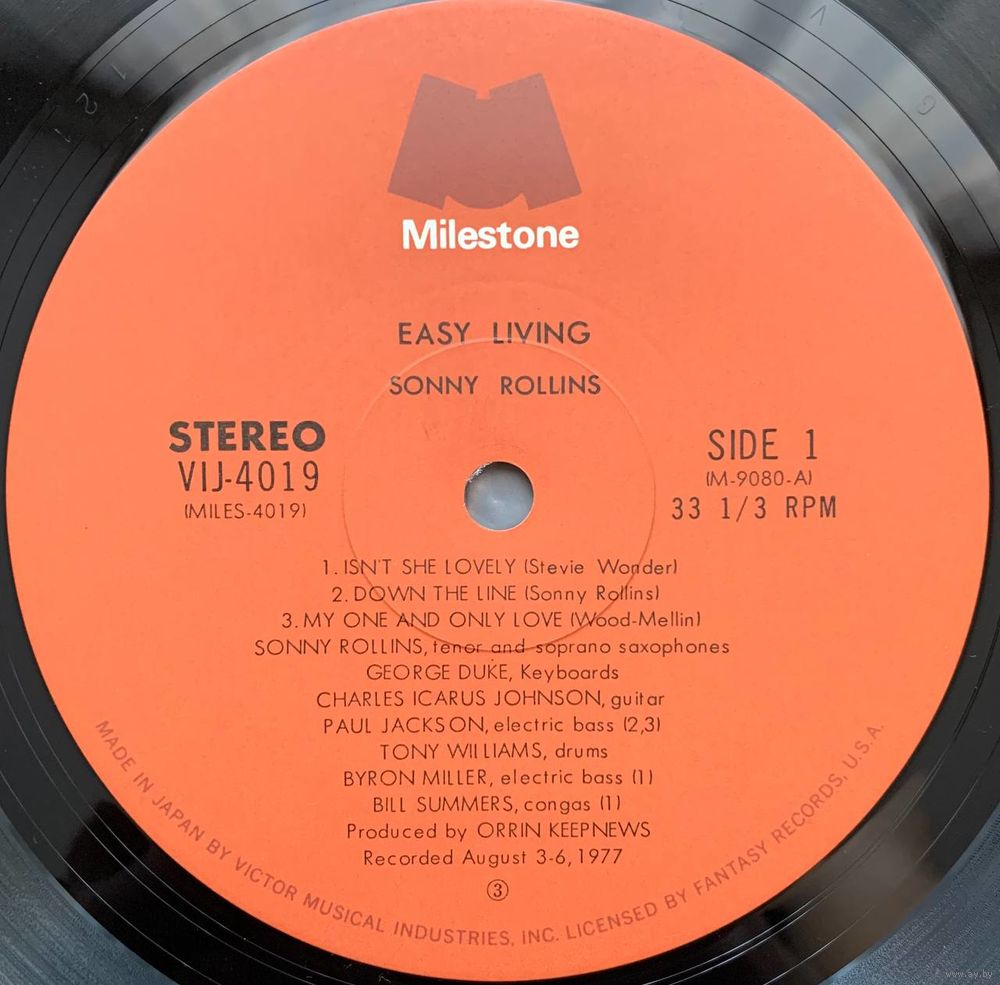 Milestone
EASY LIVING
SONNY ROLLINS
STEREO
VIJ-4019
(MILES-4019)
SIDE 1
(M-9080-A)
33 1/3 RPM
1. ISN'T SHE LOVELY (Stevie Wonder)
2. DOWN THE LINE (Sonny Rollins)
3. MY ONE AND ONLY LOVE (Wood-Mellin)
SONNY ROLLINS, tenor and soprano saxophones
GEORGE DUKE, Keyboards
CHARLES ICARUS JOHNSON, guitar
PAUL JACKSON, electric bass (2,3)
TONY WILLIAMS, drums
BYRON MILLER, electric bass (1)
BILL SUMMERS, congas (1)
Produced by ORRIN KEEPNEWS
Recorded August 3-6, 1977
③
MADE IN JAPAN BY VICTOR MUSICAL INDUSTRIES, INC. LICENSED BY FANTASY RECORDS, U.S.A.
www.ay.by